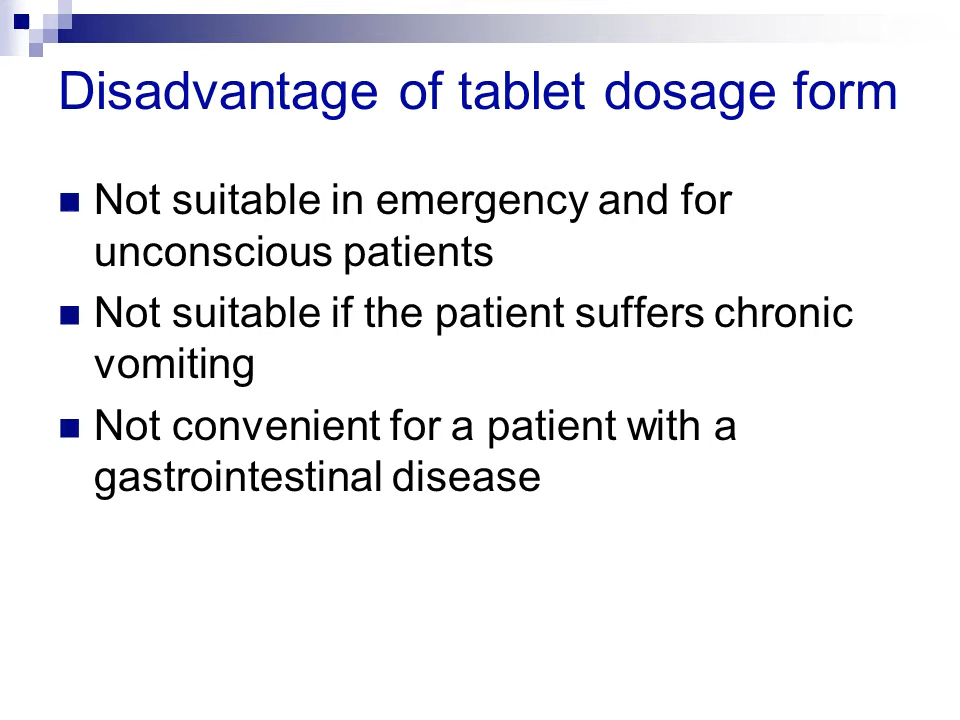 Disadvantage of tablet dosage form
Not suitable in emergency and for
unconscious patients
Not suitable if the patient suffers chronic
vomiting
Not convenient for a patient with a
gastrointestinal disease